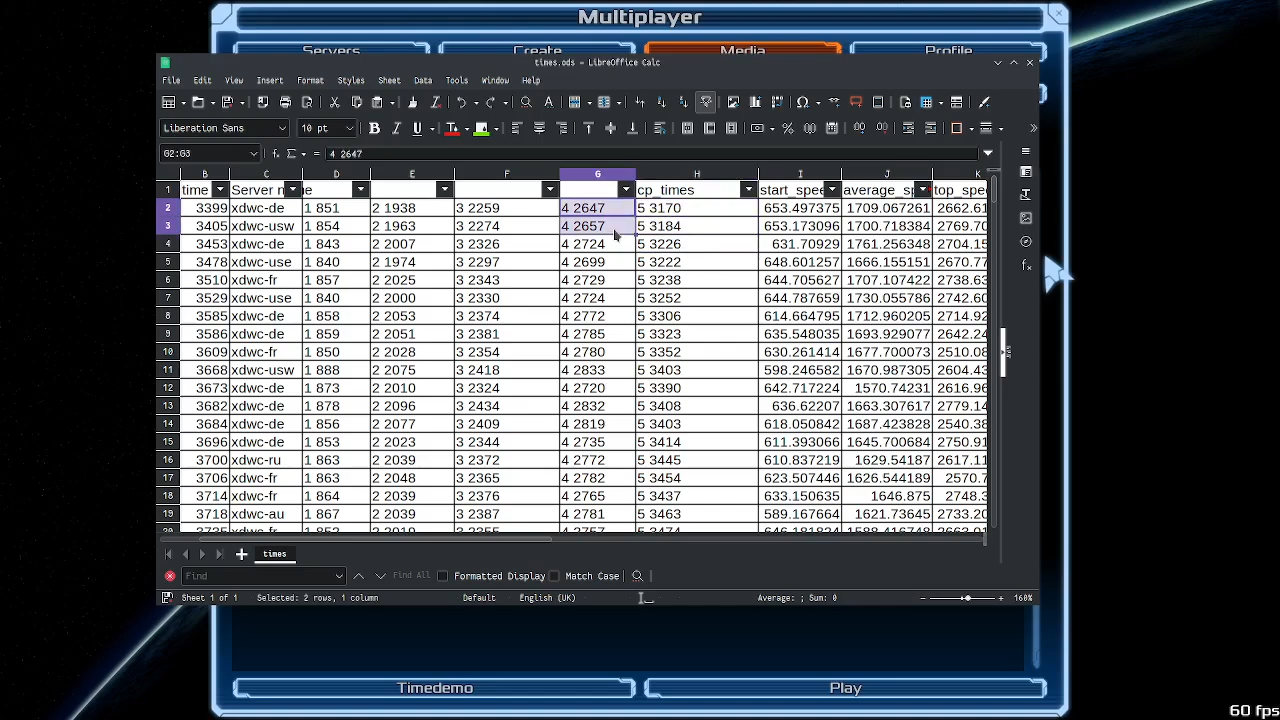 Multiplayer
Servers Create Media Profile
times.ods – LibreOffice Calc
File Edit View Insert Format Styles Sheet Data Tools Window Help
Liberation Sans 10 pt
G2:G3 4 2647
B C D E F G H I J K
1 time Server name cp_times start_spee average_sp top_spee
2 3399 xdwc-de 1 851 2 1938 3 2259 4 2647 5 3170 653.497375 1709.067261 2662.61
3 3405 xdwc-usw 1 854 2 1963 3 2274 4 2657 5 3184 653.173096 1700.718384 2769.70
4 3453 xdwc-de 1 843 2 2007 3 2326 4 2724 5 3226 631.70929 1761.256348 2704.15
5 3478 xdwc-use 1 840 2 1974 3 2297 4 2699 5 3222 648.601257 1666.155151 2670.77
6 3510 xdwc-fr 1 857 2 2025 3 2343 4 2729 5 3238 644.705627 1707.107422 2738.63
7 3529 xdwc-use 1 840 2 2000 3 2330 4 2724 5 3252 644.787659 1730.055786 2742.60
8 3585 xdwc-de 1 858 2 2053 3 2374 4 2772 5 3306 614.664795 1712.960205 2714.92
9 3586 xdwc-de 1 859 2 2051 3 2381 4 2785 5 3323 635.548035 1693.929077 2642.24
10 3609 xdwc-fr 1 850 2 2028 3 2354 4 2780 5 3352 630.261414 1677.700073 2510.08
11 3668 xdwc-usw 1 888 2 2075 3 2418 4 2833 5 3403 598.246582 1670.987305 2604.43
12 3673 xdwc-de 1 873 2 2010 3 2324 4 2720 5 3390 642.717224 1570.74231 2616.96
13 3682 xdwc-de 1 878 2 2096 3 2434 4 2832 5 3408 636.62207 1663.307617 2779.14
14 3684 xdwc-de 1 856 2 2077 3 2409 4 2819 5 3403 618.050842 1687.423828 2540.38
15 3696 xdwc-de 1 853 2 2023 3 2344 4 2735 5 3414 611.393066 1645.700684 2750.91
16 3700 xdwc-ru 1 863 2 2039 3 2372 4 2772 5 3445 610.837219 1629.54187 2617.11
17 3706 xdwc-fr 1 863 2 2048 3 2365 4 2782 5 3454 623.507446 1626.544189 2570.7
18 3714 xdwc-fr 1 864 2 2039 3 2376 4 2765 5 3437 633.150635 1646.875 2748.3
19 3718 xdwc-au 1 867 2 2039 3 2387 4 2781 5 3463 589.167664 1621.73645 2733.20
20 3735 xdwc-fr 1 852 2 2019 3 2355 4 2757 5 3474 646.181824 1588.416748
times
Find Find All Formatted Display Match Case
Sheet 1 of 1 Selected: 2 rows, 1 column Default English (UK) Average: ; Sum: 0 160%
Timedemo Play
60 fps